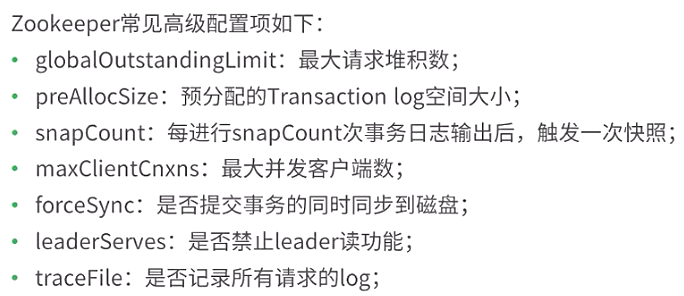 Zookeeper常见高级配置项如下：
• globalOutstandingLimit：最大请求堆积数；
• preAllocSize：预分配的Transaction log空间大小；
• snapCount：每进行snapCount次事务日志输出后，触发一次快照；
• maxClientCnxns：最大并发客户端数；
• forceSync：是否提交事务的同时同步到磁盘；
• leaderServes：是否禁止leader读功能；
• traceFile：是否记录所有请求的log；